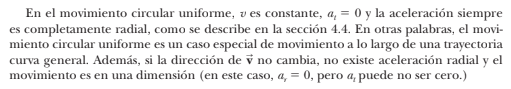 En el movimiento circular uniforme, v es constante, aₜ = 0 y la aceleración siempre
es completamente radial, como se describe en la sección 4.4. En otras palabras, el movi-
miento circular uniforme es un caso especial de movimiento a lo largo de una trayectoria
curva general. Además, si la dirección de v⃗ no cambia, no existe aceleración radial y el
movimiento es en una dimensión (en este caso, aᵣ = 0, pero aₜ puede no ser cero.)